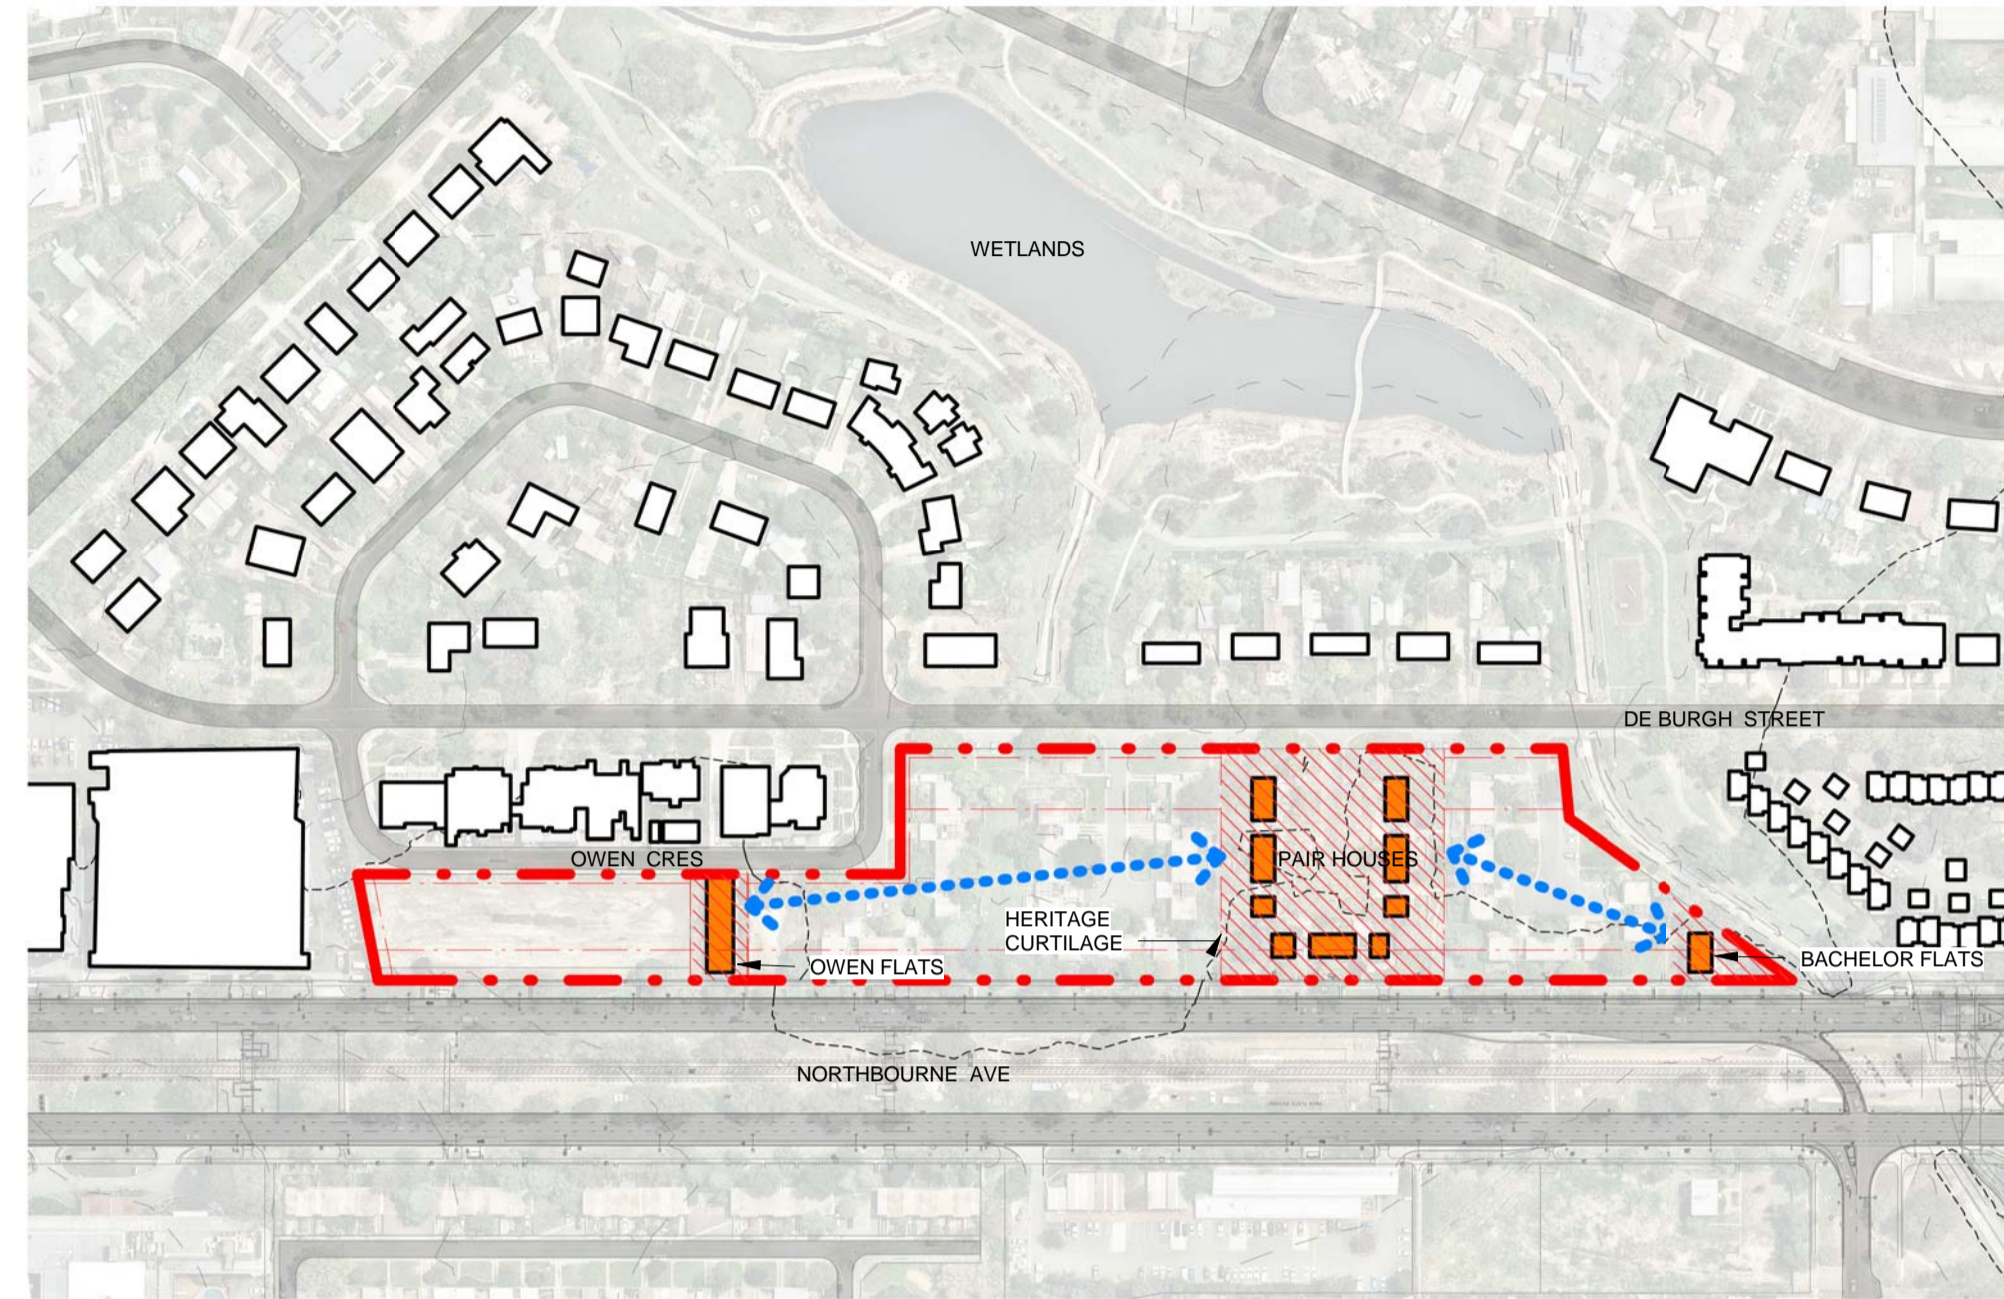 WETLANDS
DE BURGH STREET
OWEN CRES
PAIR HOUSES
HERITAGE
CURTILAGE
OWEN FLATS
BACHELOR FLATS
NORTHBOURNE AVE